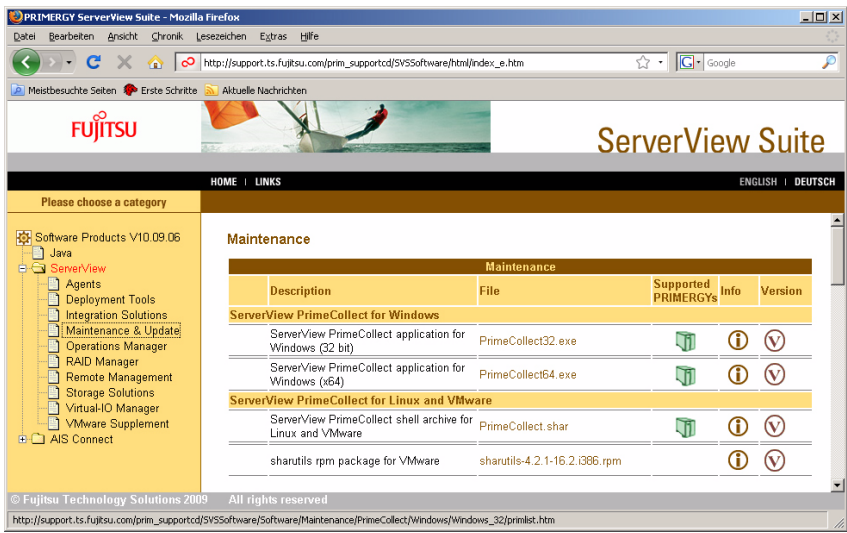 PRIMERGY ServerView Suite - Mozilla Firefox
Datei Bearbeiten Ansicht Chronik Lesezeichen Extras Hilfe
http://support.ts.fujitsu.com/prim_supportcd/SVSSoftware/html/index_e.htm
G Google
Meistbesuchte Seiten Erste Schritte Aktuelle Nachrichten
FUJITSU
ServerView Suite
HOME | LINKS
ENGLISH | DEUTSCH
Please choose a category
Software Products V10.09.06
Java
ServerView
Agents
Deployment Tools
Integration Solutions
Maintenance & Update
Operations Manager
RAID Manager
Remote Management
Storage Solutions
Virtual-IO Manager
VMware Supplement
AIS Connect
Maintenance
Maintenance
Description File Supported PRIMERGYs Info Version
ServerView PrimeCollect for Windows
ServerView PrimeCollect application for
Windows (32 bit)
PrimeCollect32.exe
ServerView PrimeCollect application for
Windows (x64)
PrimeCollect64.exe
ServerView PrimeCollect for Linux and VMware
ServerView PrimeCollect shell archive for
Linux and VMware
PrimeCollect.shar
sharutils rpm package for VMware sharutils-4.2.1-16.2.i386.rpm
© Fujitsu Technology Solutions 2009 All rights reserved
http://support.ts.fujitsu.com/prim_supportcd/SVSSoftware/Software/Maintenance/PrimeCollect/Windows/Windows_32/primlist.htm